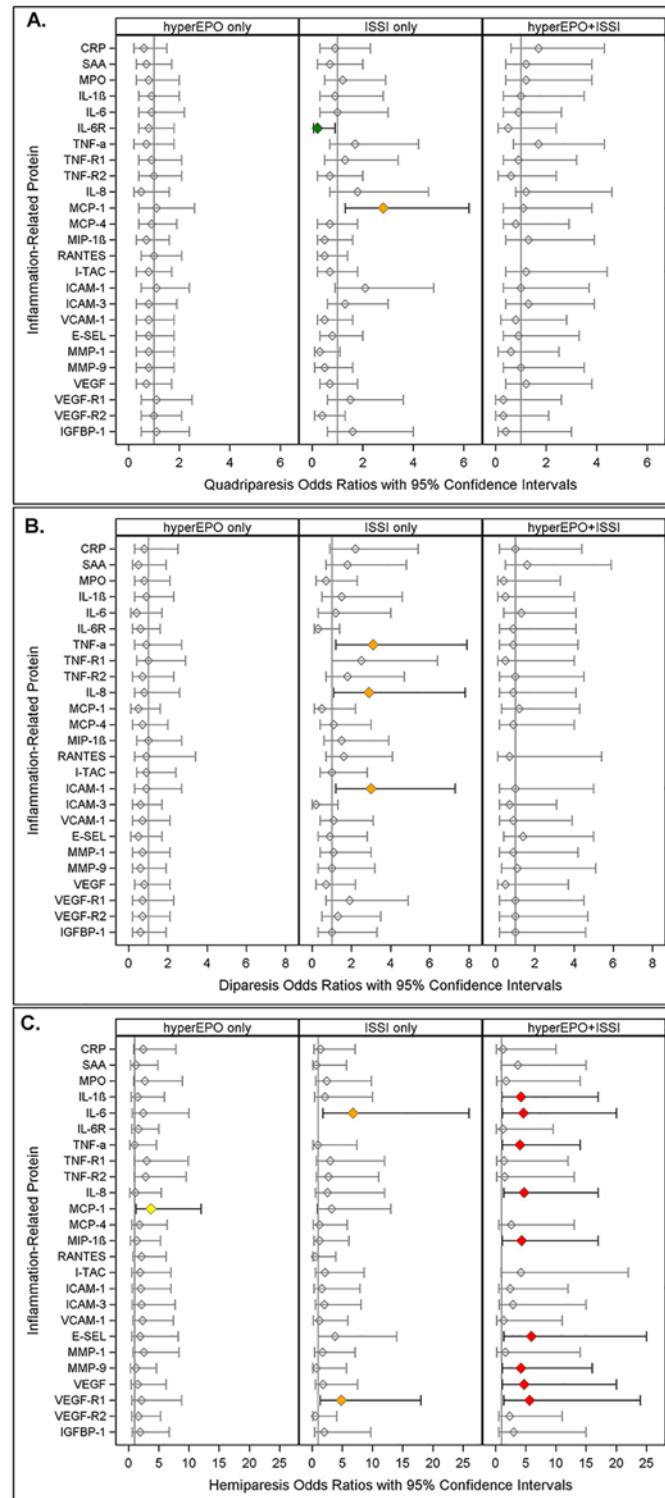 A.
hyperEPO only ISSI only hyperEPO+ISSI
Inflammation-Related Protein
CRP
SAA
MPO
IL-1ß
IL-6
IL-6R
TNF-a
TNF-R1
TNF-R2
IL-8
MCP-1
MCP-4
MIP-1ß
RANTES
I-TAC
ICAM-1
ICAM-3
VCAM-1
E-SEL
MMP-1
MMP-9
VEGF
VEGF-R1
VEGF-R2
IGFBP-1
0 2 4 6 0 2 4 6 0 2 4 6
Quadriparesis Odds Ratios with 95% Confidence Intervals
B.
hyperEPO only ISSI only hyperEPO+ISSI
Inflammation-Related Protein
CRP
SAA
MPO
IL-1ß
IL-6
IL-6R
TNF-a
TNF-R1
TNF-R2
IL-8
MCP-1
MCP-4
MIP-1ß
RANTES
I-TAC
ICAM-1
ICAM-3
VCAM-1
E-SEL
MMP-1
MMP-9
VEGF
VEGF-R1
VEGF-R2
IGFBP-1
0 2 4 6 8 0 2 4 6 8 0 2 4 6 8
Diparesis Odds Ratios with 95% Confidence Intervals
C.
hyperEPO only ISSI only hyperEPO+ISSI
Inflammation-Related Protein
CRP
SAA
MPO
IL-1ß
IL-6
IL-6R
TNF-a
TNF-R1
TNF-R2
IL-8
MCP-1
MCP-4
MIP-1ß
RANTES
I-TAC
ICAM-1
ICAM-3
VCAM-1
E-SEL
MMP-1
MMP-9
VEGF
VEGF-R1
VEGF-R2
IGFBP-1
0 5 10 15 20 25 0 5 10 15 20 25 0 5 10 15 20 25
Hemiparesis Odds Ratios with 95% Confidence Intervals